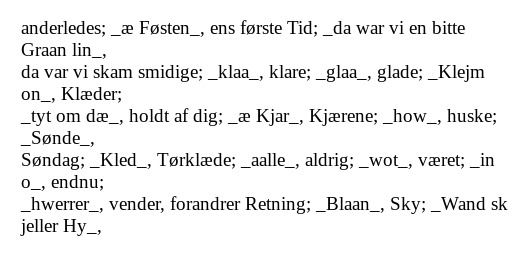 anderledes; _æ Føsten_, ens første Tid; _da war vi en bitte
Graan lin_,
da var vi skam smidige; _klaa_, klare; _glaa_, glade; _Klejm
on_, Klæder;
_tyt om dæ_, holdt af dig; _æ Kjar_, Kjærene; _how_, huske;
_Sønde_,
Søndag; _Kled_, Tørklæde; _aalle_, aldrig; _wot_, været; _in
o_, endnu;
_hwerrer_, vender, forandrer Retning; _Blaan_, Sky; _Wand sk
jeller Hy_,